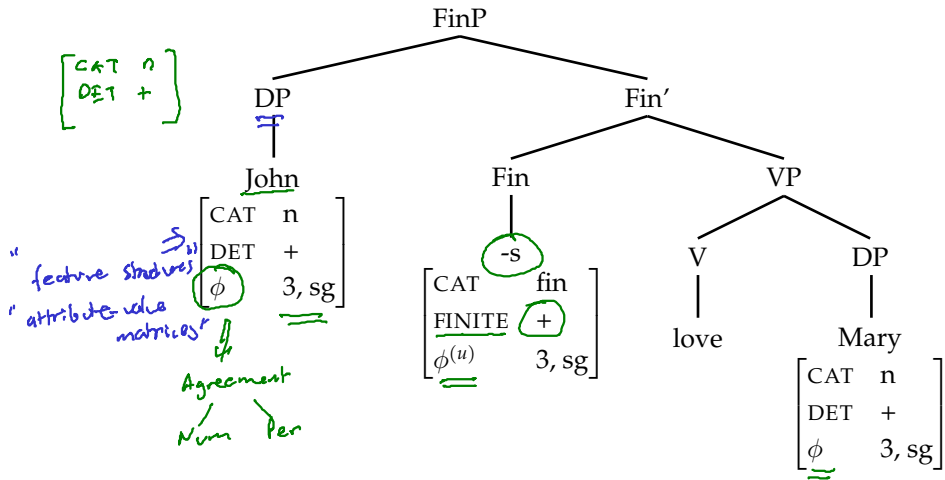 FinP
CAT n
DET +
DP
Fin'
John
Fin
VP
CAT n
DET +
ϕ 3, sg
-s
CAT fin
FINITE +
ϕ(u) 3, sg
V
DP
love
Mary
CAT n
DET +
ϕ 3, sg
"feature structures"
"attribute-value
matrices"
Agreement
Num Per